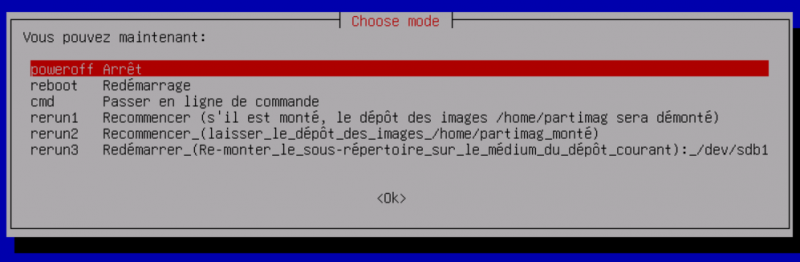 Choose mode
Vous pouvez maintenant:
poweroff Arrêt
reboot Redémarrage
cmd Passer en ligne de commande
rerun1 Recommencer (s'il est monté, le dépôt des images /home/partimag sera démonté)
rerun2 Recommencer_(laisser_le_dépôt_des_images_/home/partimag_monté)
rerun3 Redémarrer_(Re-monter_le_sous-répertoire_sur_le_médium_du_dépôt_courant):_/dev/sdb1
<Ok>